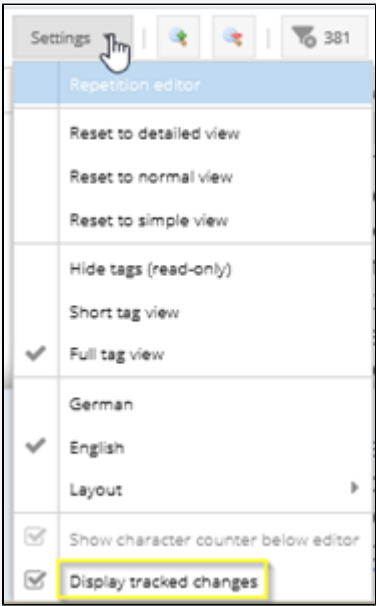 Settings
381
Repetition editor
Reset to detailed view
Reset to normal view
Reset to simple view
Hide tags (read-only)
Short tag view
Full tag view
German
English
Layout
Show character counter below editor
Display tracked changes